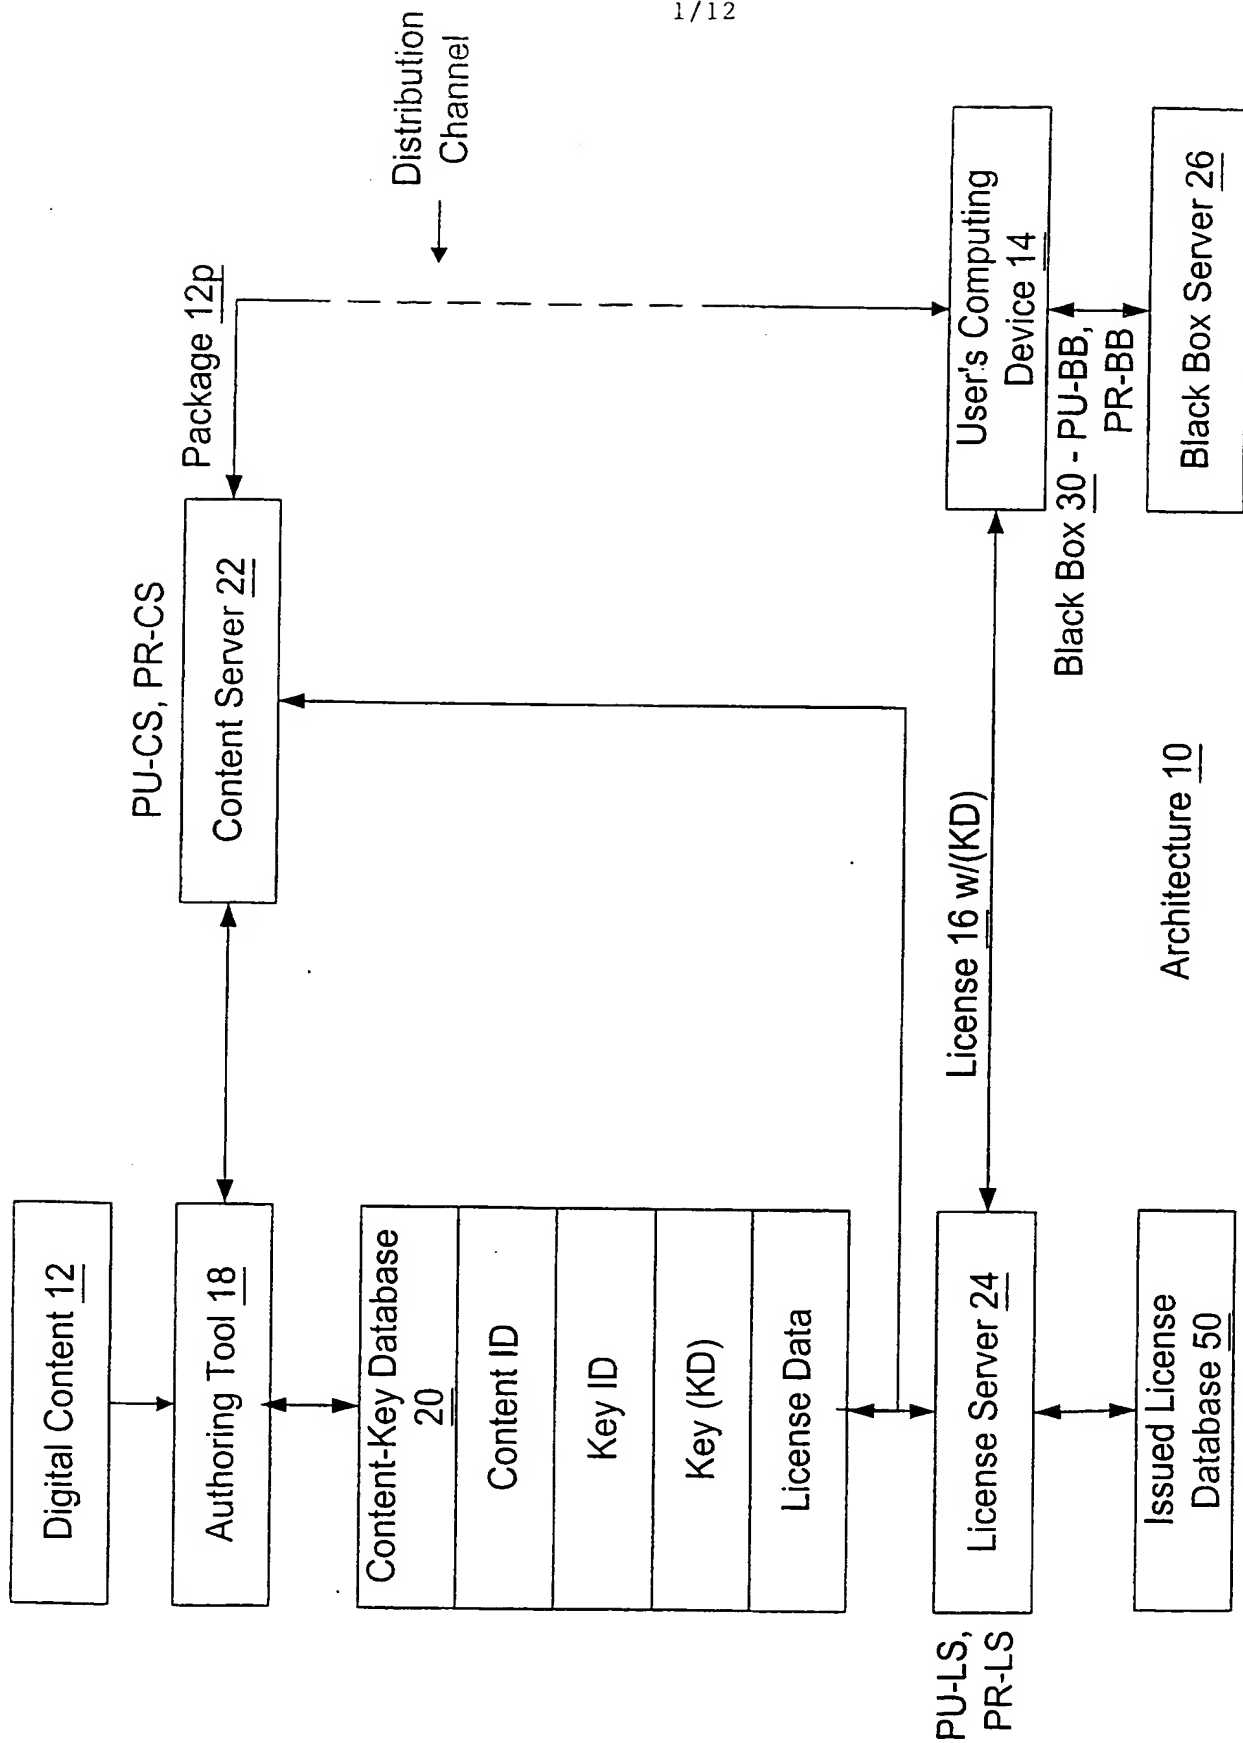 1/12
Digital Content 12
Authoring Tool 18
Content-Key Database
20
Content ID
Key ID
Key (KD)
License Data
PU-LS,
PR-LS
License Server 24
Issued License
Database 50
PU-CS, PR-CS
Content Server 22
License 16 w/(KD)
Architecture 10
Package 12p
Distribution
Channel
User's Computing
Device 14
Black Box 30 - PU-BB,
PR-BB
Black Box Server 26